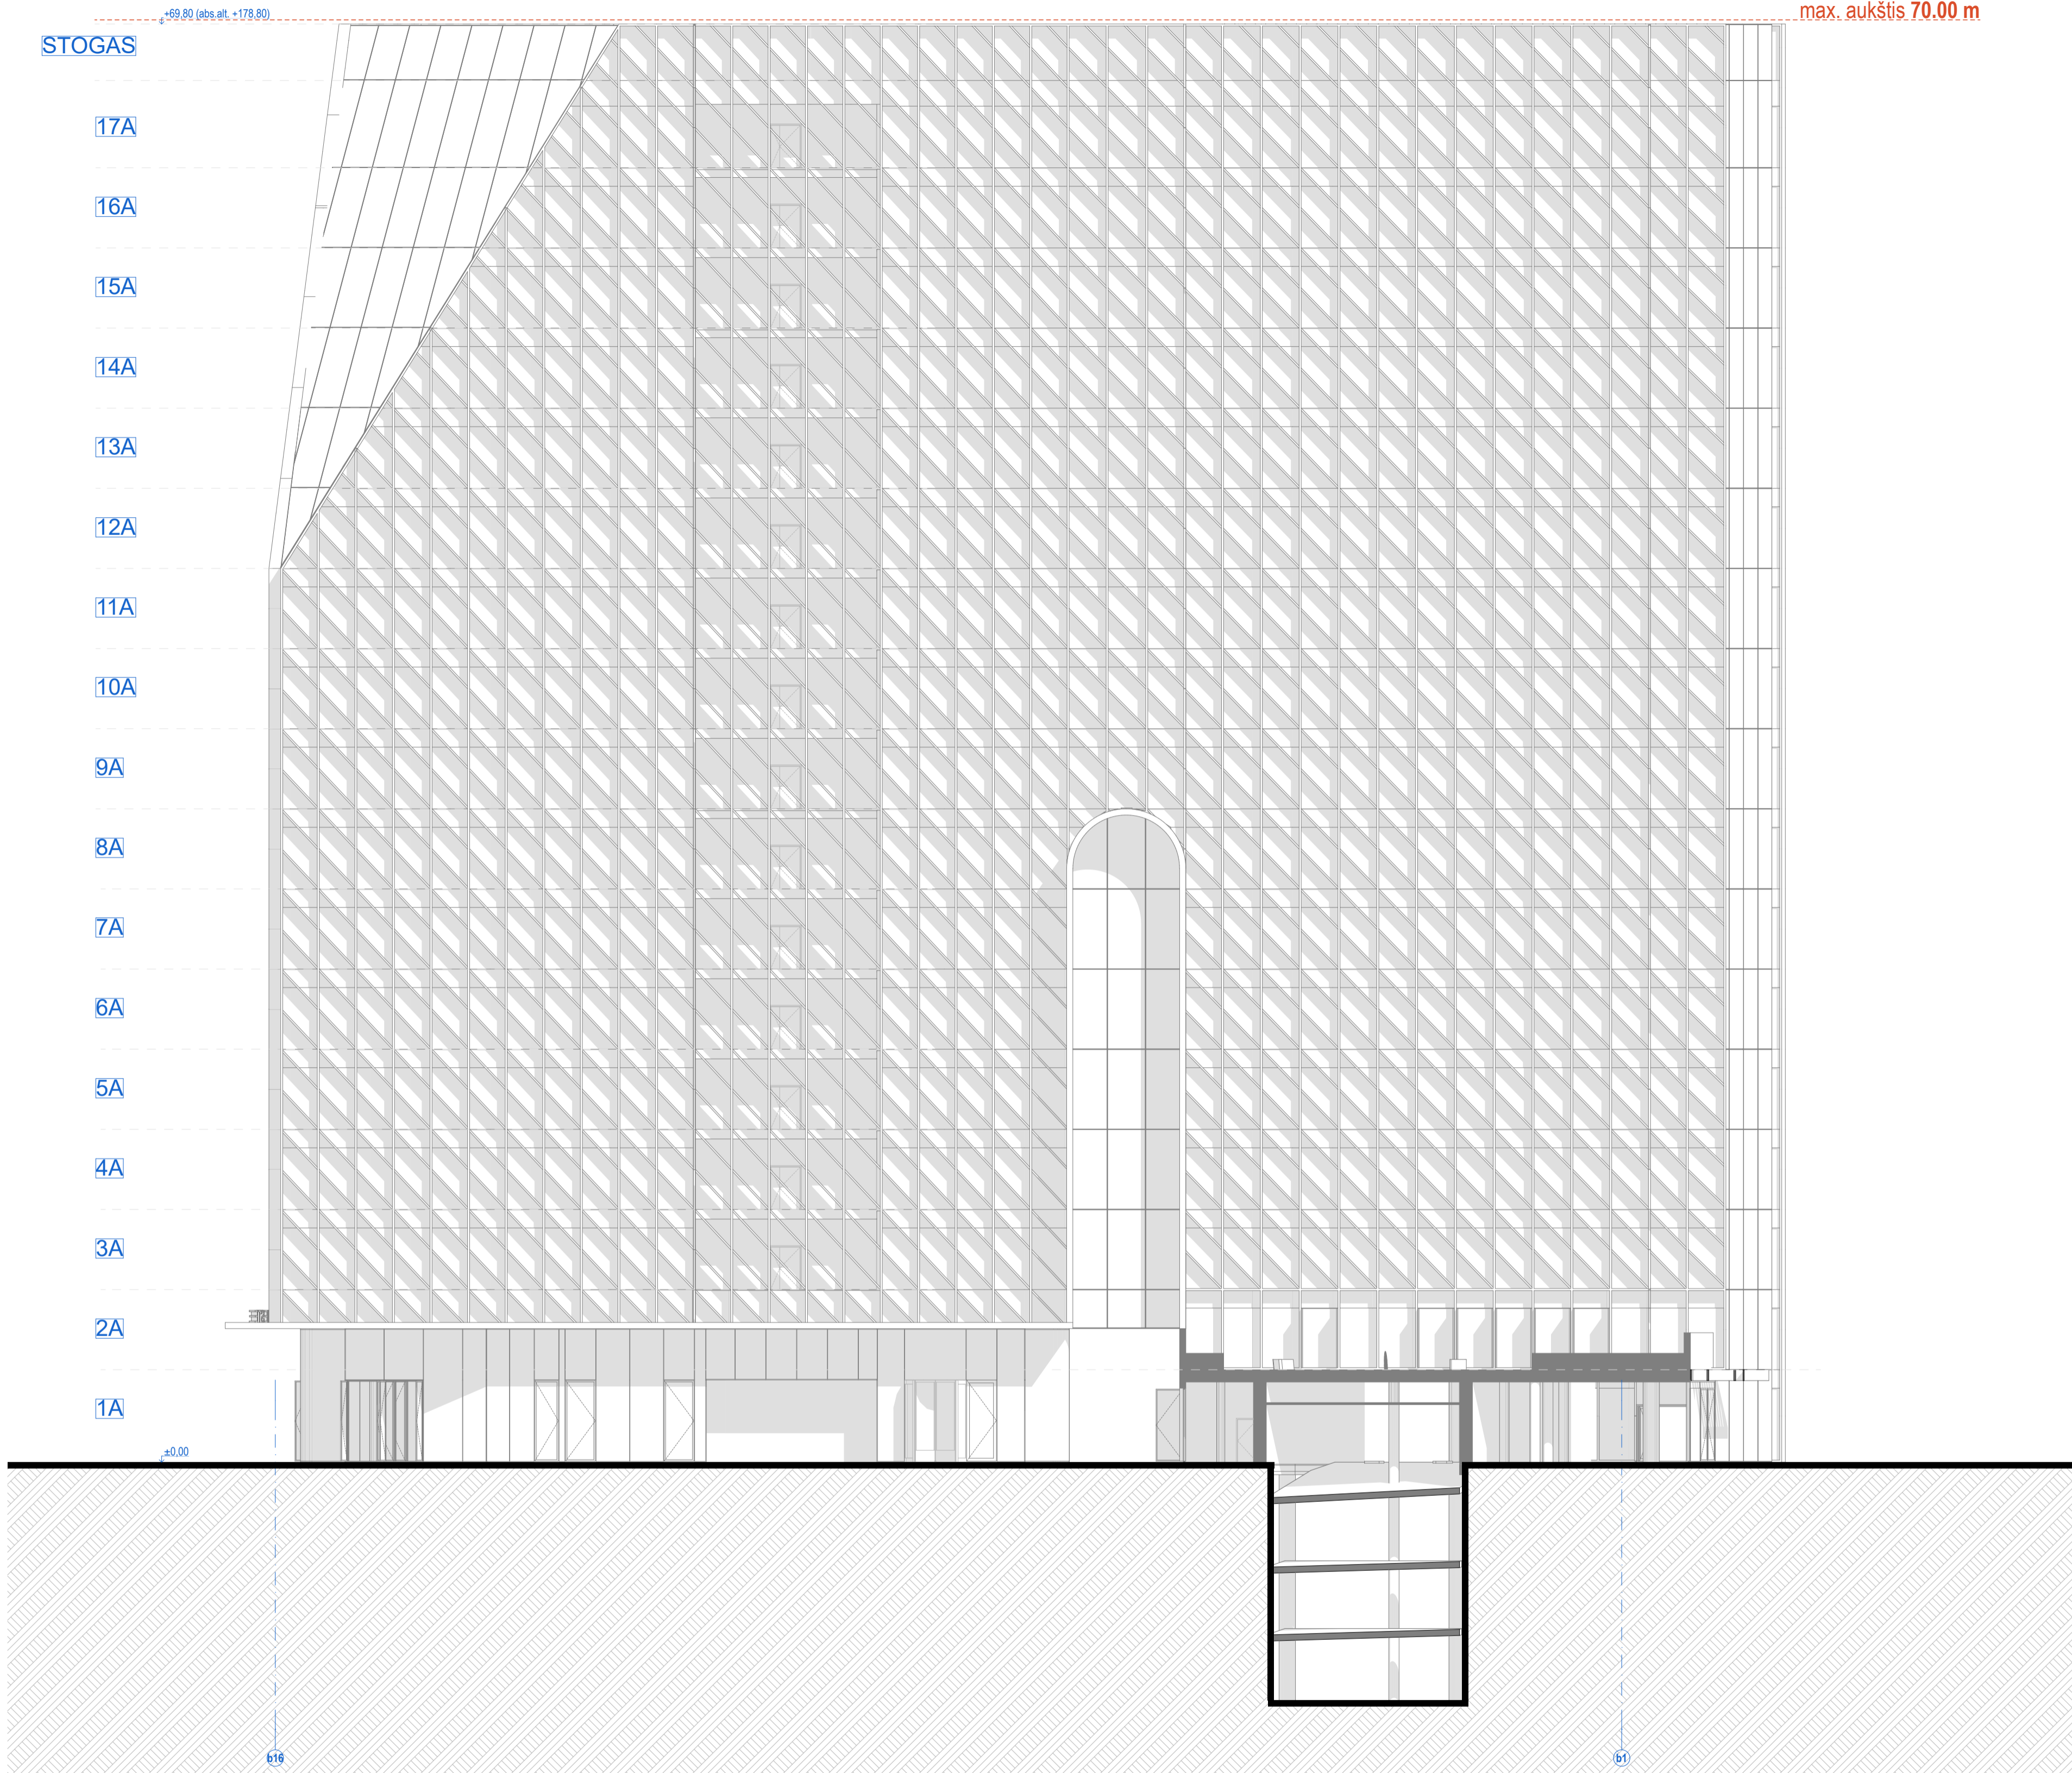 max. aukštis 70.00 m
+69,80 (abs.alt. +178,80)
STOGAS
17A
16A
15A
14A
13A
12A
11A
10A
9A
8A
7A
6A
5A
4A
3A
2A
1A
±0,00
b16
b1